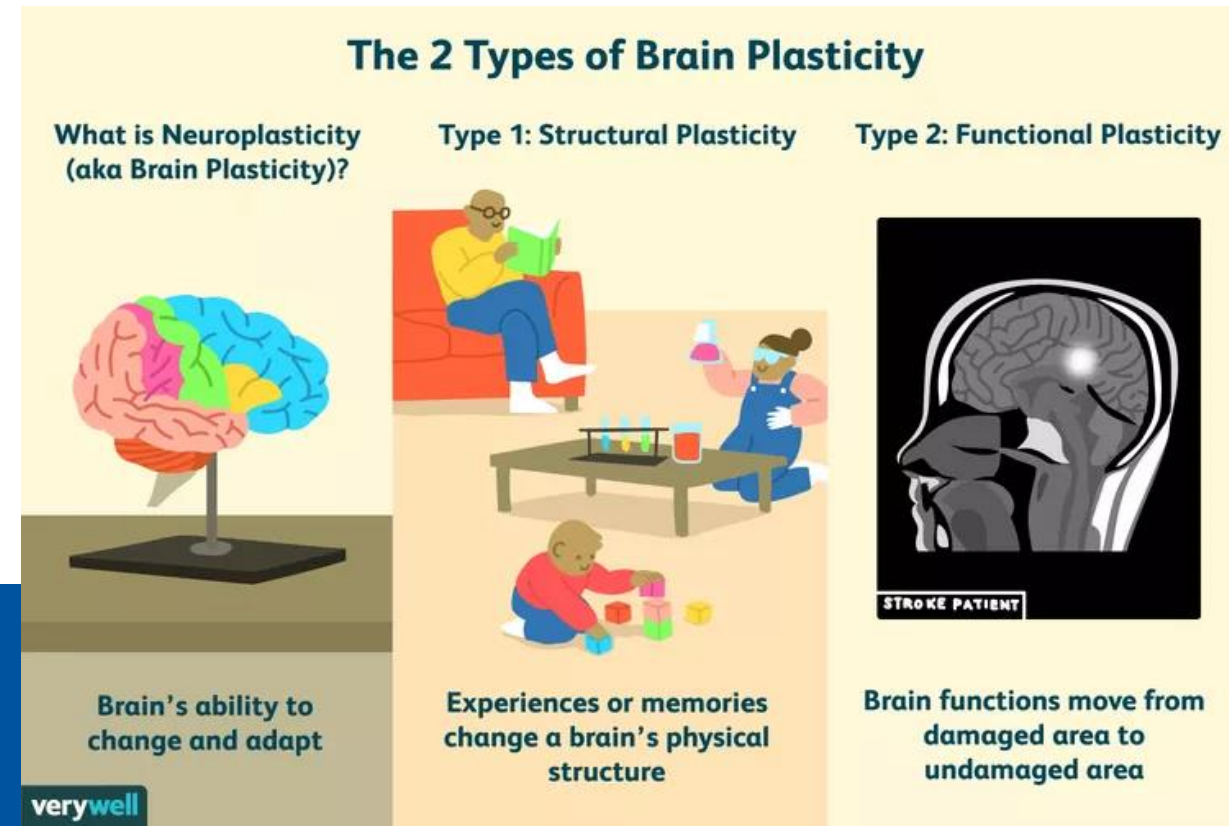 The 2 Types of Brain Plasticity
What is Neuroplasticity
(aka Brain Plasticity)?
Brain's ability to
change and adapt
Type 1: Structural Plasticity
Experiences or memories
change a brain's physical
structure
Type 2: Functional Plasticity
STROKE PATIENT
Brain functions move from
damaged area to
undamaged area
verywell